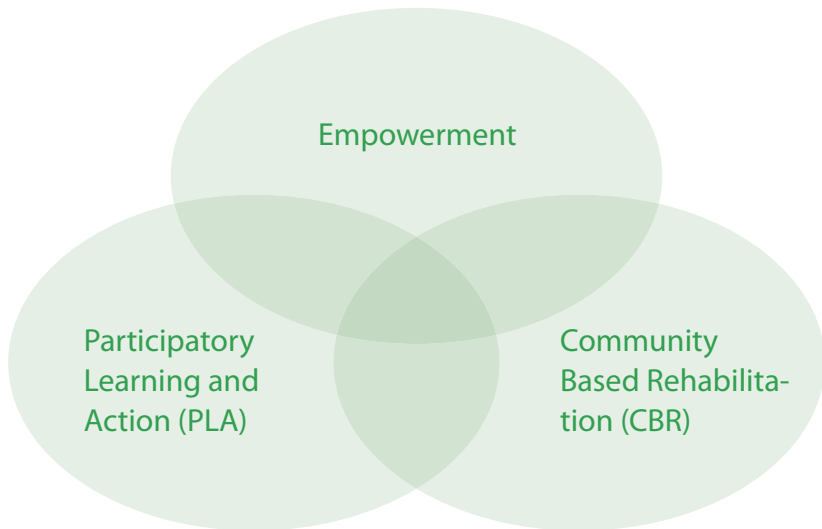 Empowerment
Participatory
Learning and
Action (PLA)
Community
Based Rehabilita-
tion (CBR)